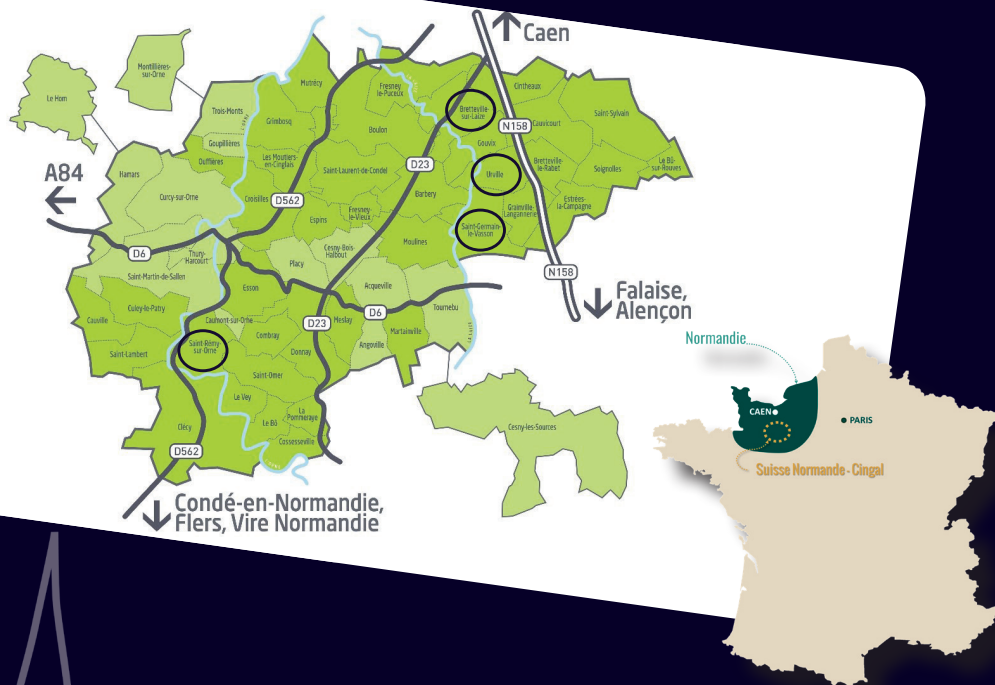 Caen
Montillières-
sur-Orne
Le Hom
Mutrécy
Fresney
le-Puceux
Cintheaux
Trois-Monts
Grimbosq
Bretteville
sur-Laize
Saint-Sylvain
Boulon
N158
Cauvicourt
Goupillières
Gouvix
Ouffières
Les Moutiers-
en-Cinglais
D23
Bretteville-
le-Rabet
Soignolles
Le Bû-
sur-Rouvres
A84
Hamars
Saint-Laurent-de-Condel
Urville
Curcy-sur-Orne
Croisilles
D562
Barbery
Estrées-
la-Campagne
Espins
Fresney-
le-Vieux
Grainville-
Langannerie
Saint-Germain-
le-Vasson
D6
Thury-
Harcourt
Placy
Cesny-Bois-
Halbout
Moulines
Saint-Martin-de-Sallen
N158
Esson
Acqueville
Falaise,
Alençon
Culey-le-Patry
Cauville
Caumont-sur-Orne
D23
Meslay
D6
Tournebu
Combray
Martainville
Angoville
Saint-Rémy-
sur-Orne
Saint-Lambert
Donnay
Saint-Omer
Le Vey
La
Pommeraye
Clécy
Le Bô
Cossesseville
Cesny-les-Sources
D562
Condé-en-Normandie,
Flers, Vire Normandie
Normandie
CAEN
PARIS
Suisse Normande - Cingal